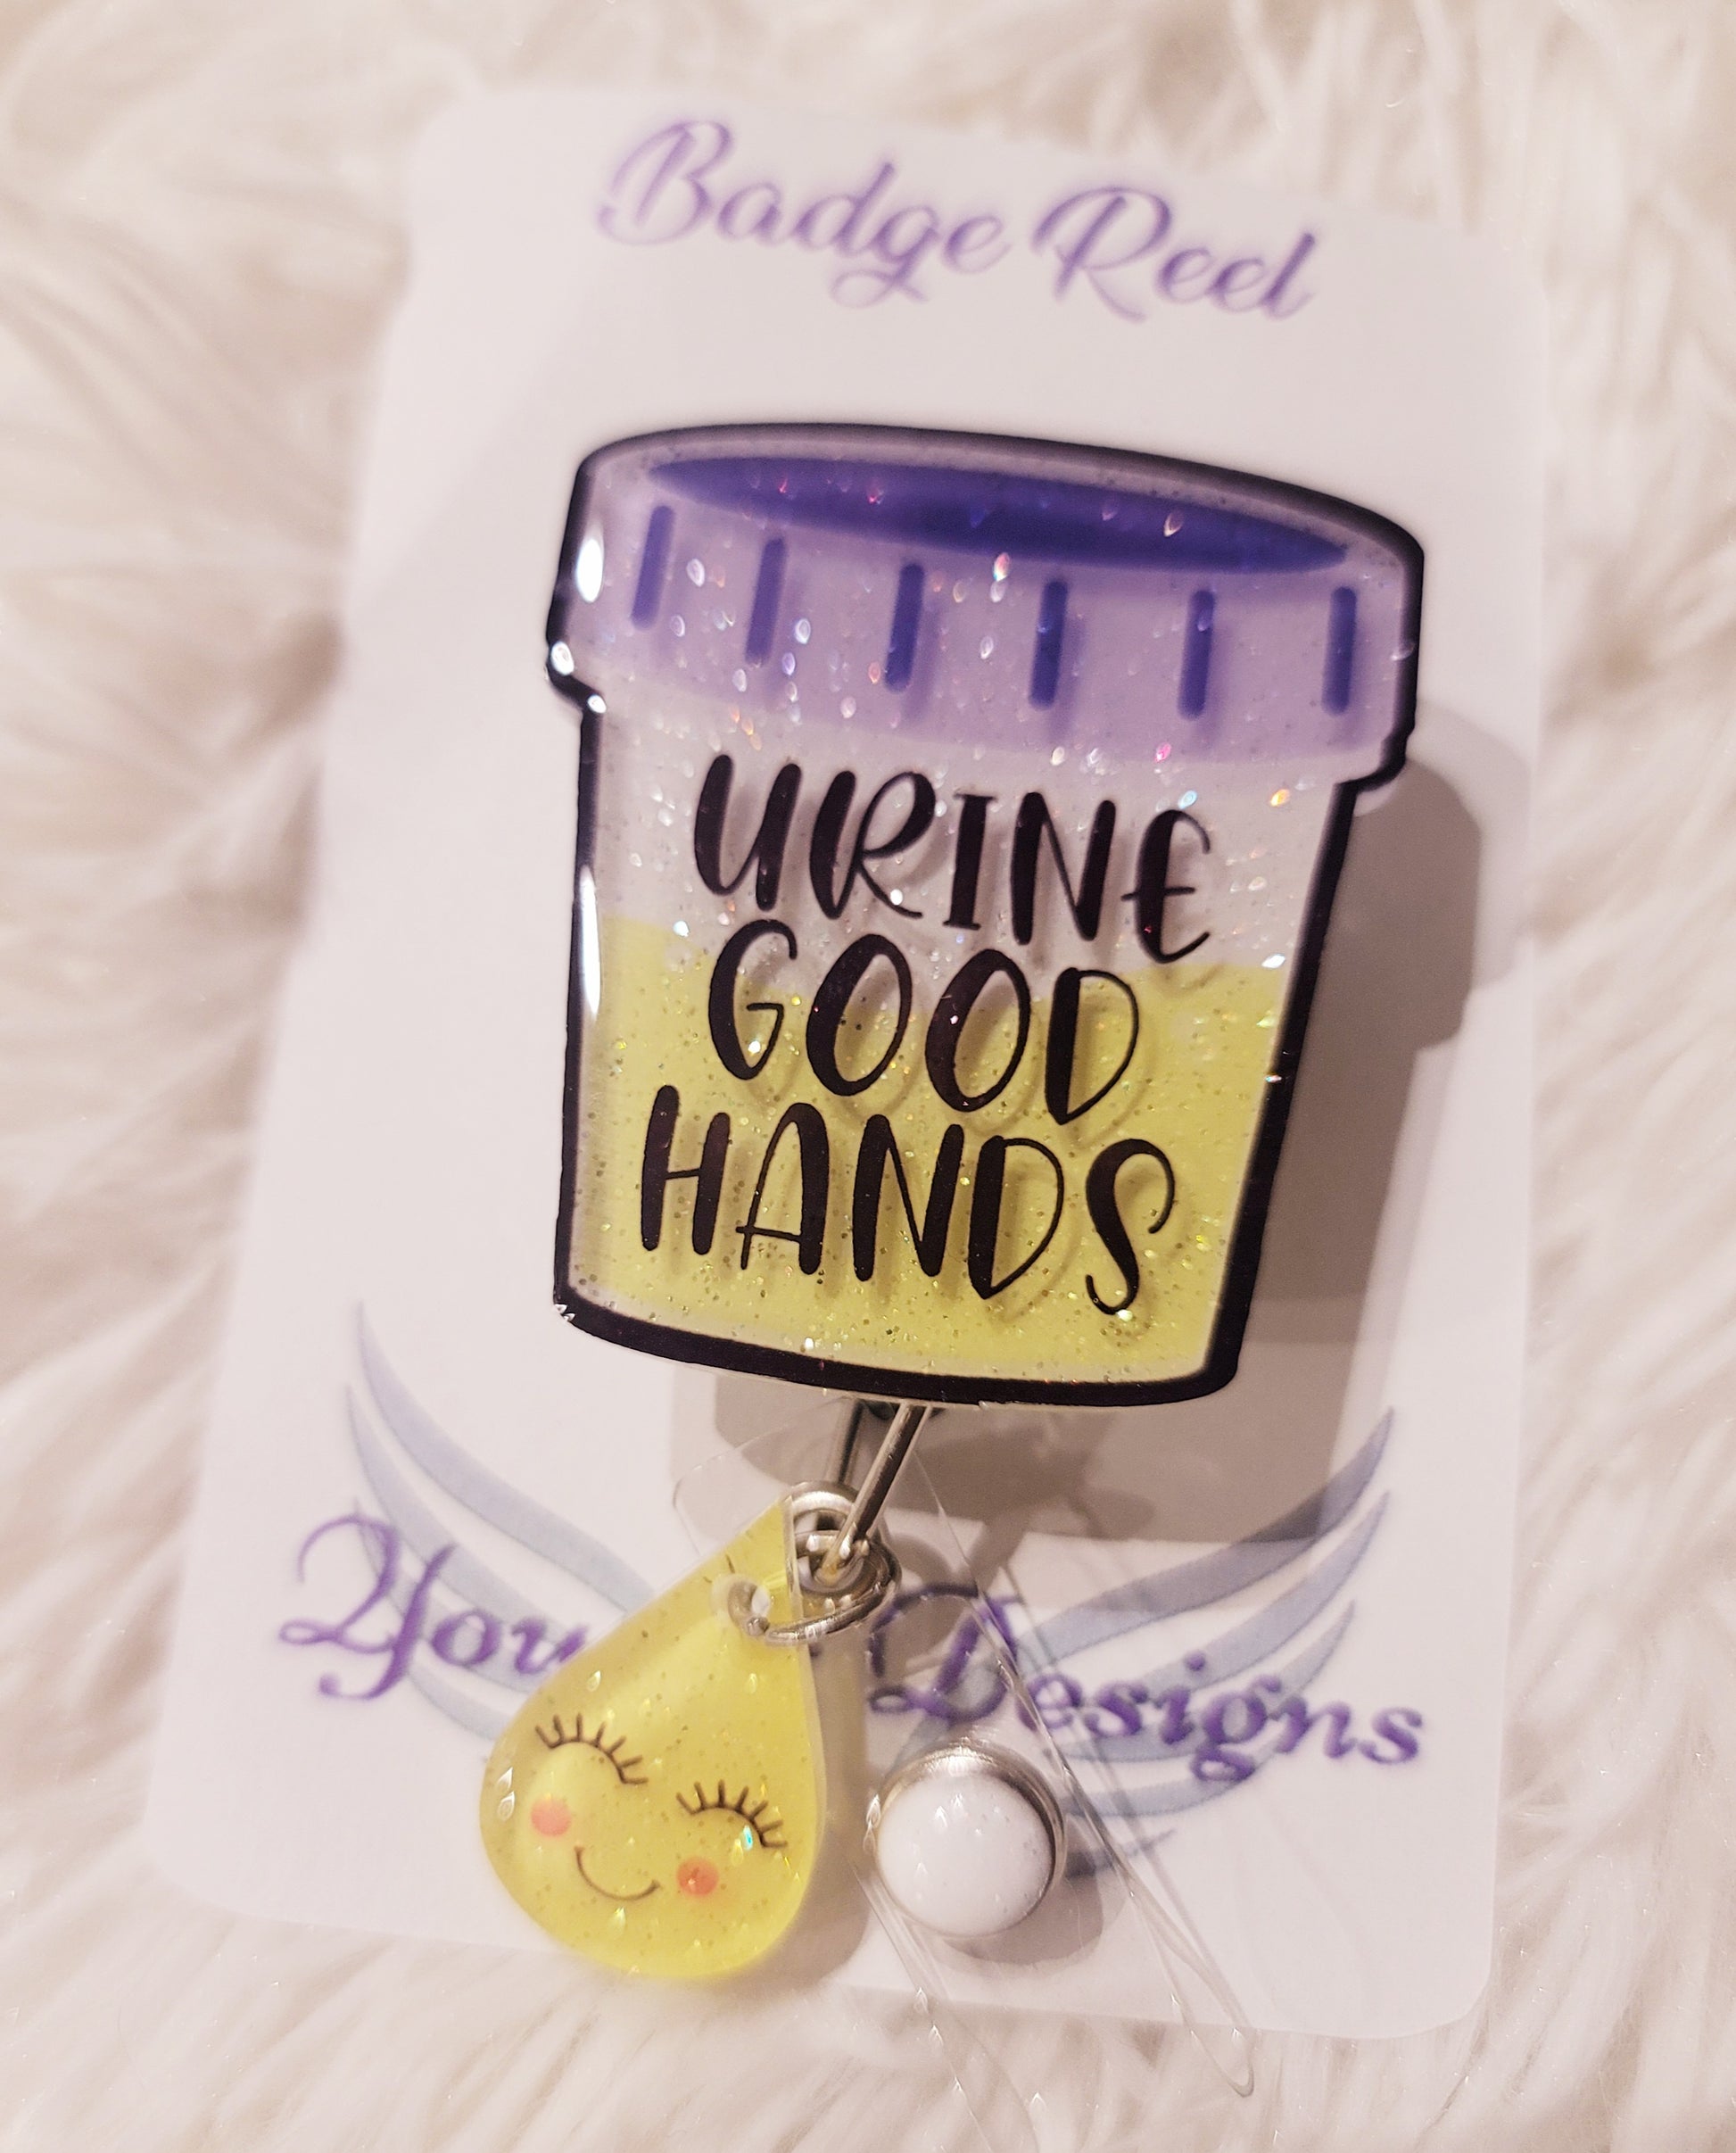 Badge Reel
URINE
GOOD
HANDS
Designs